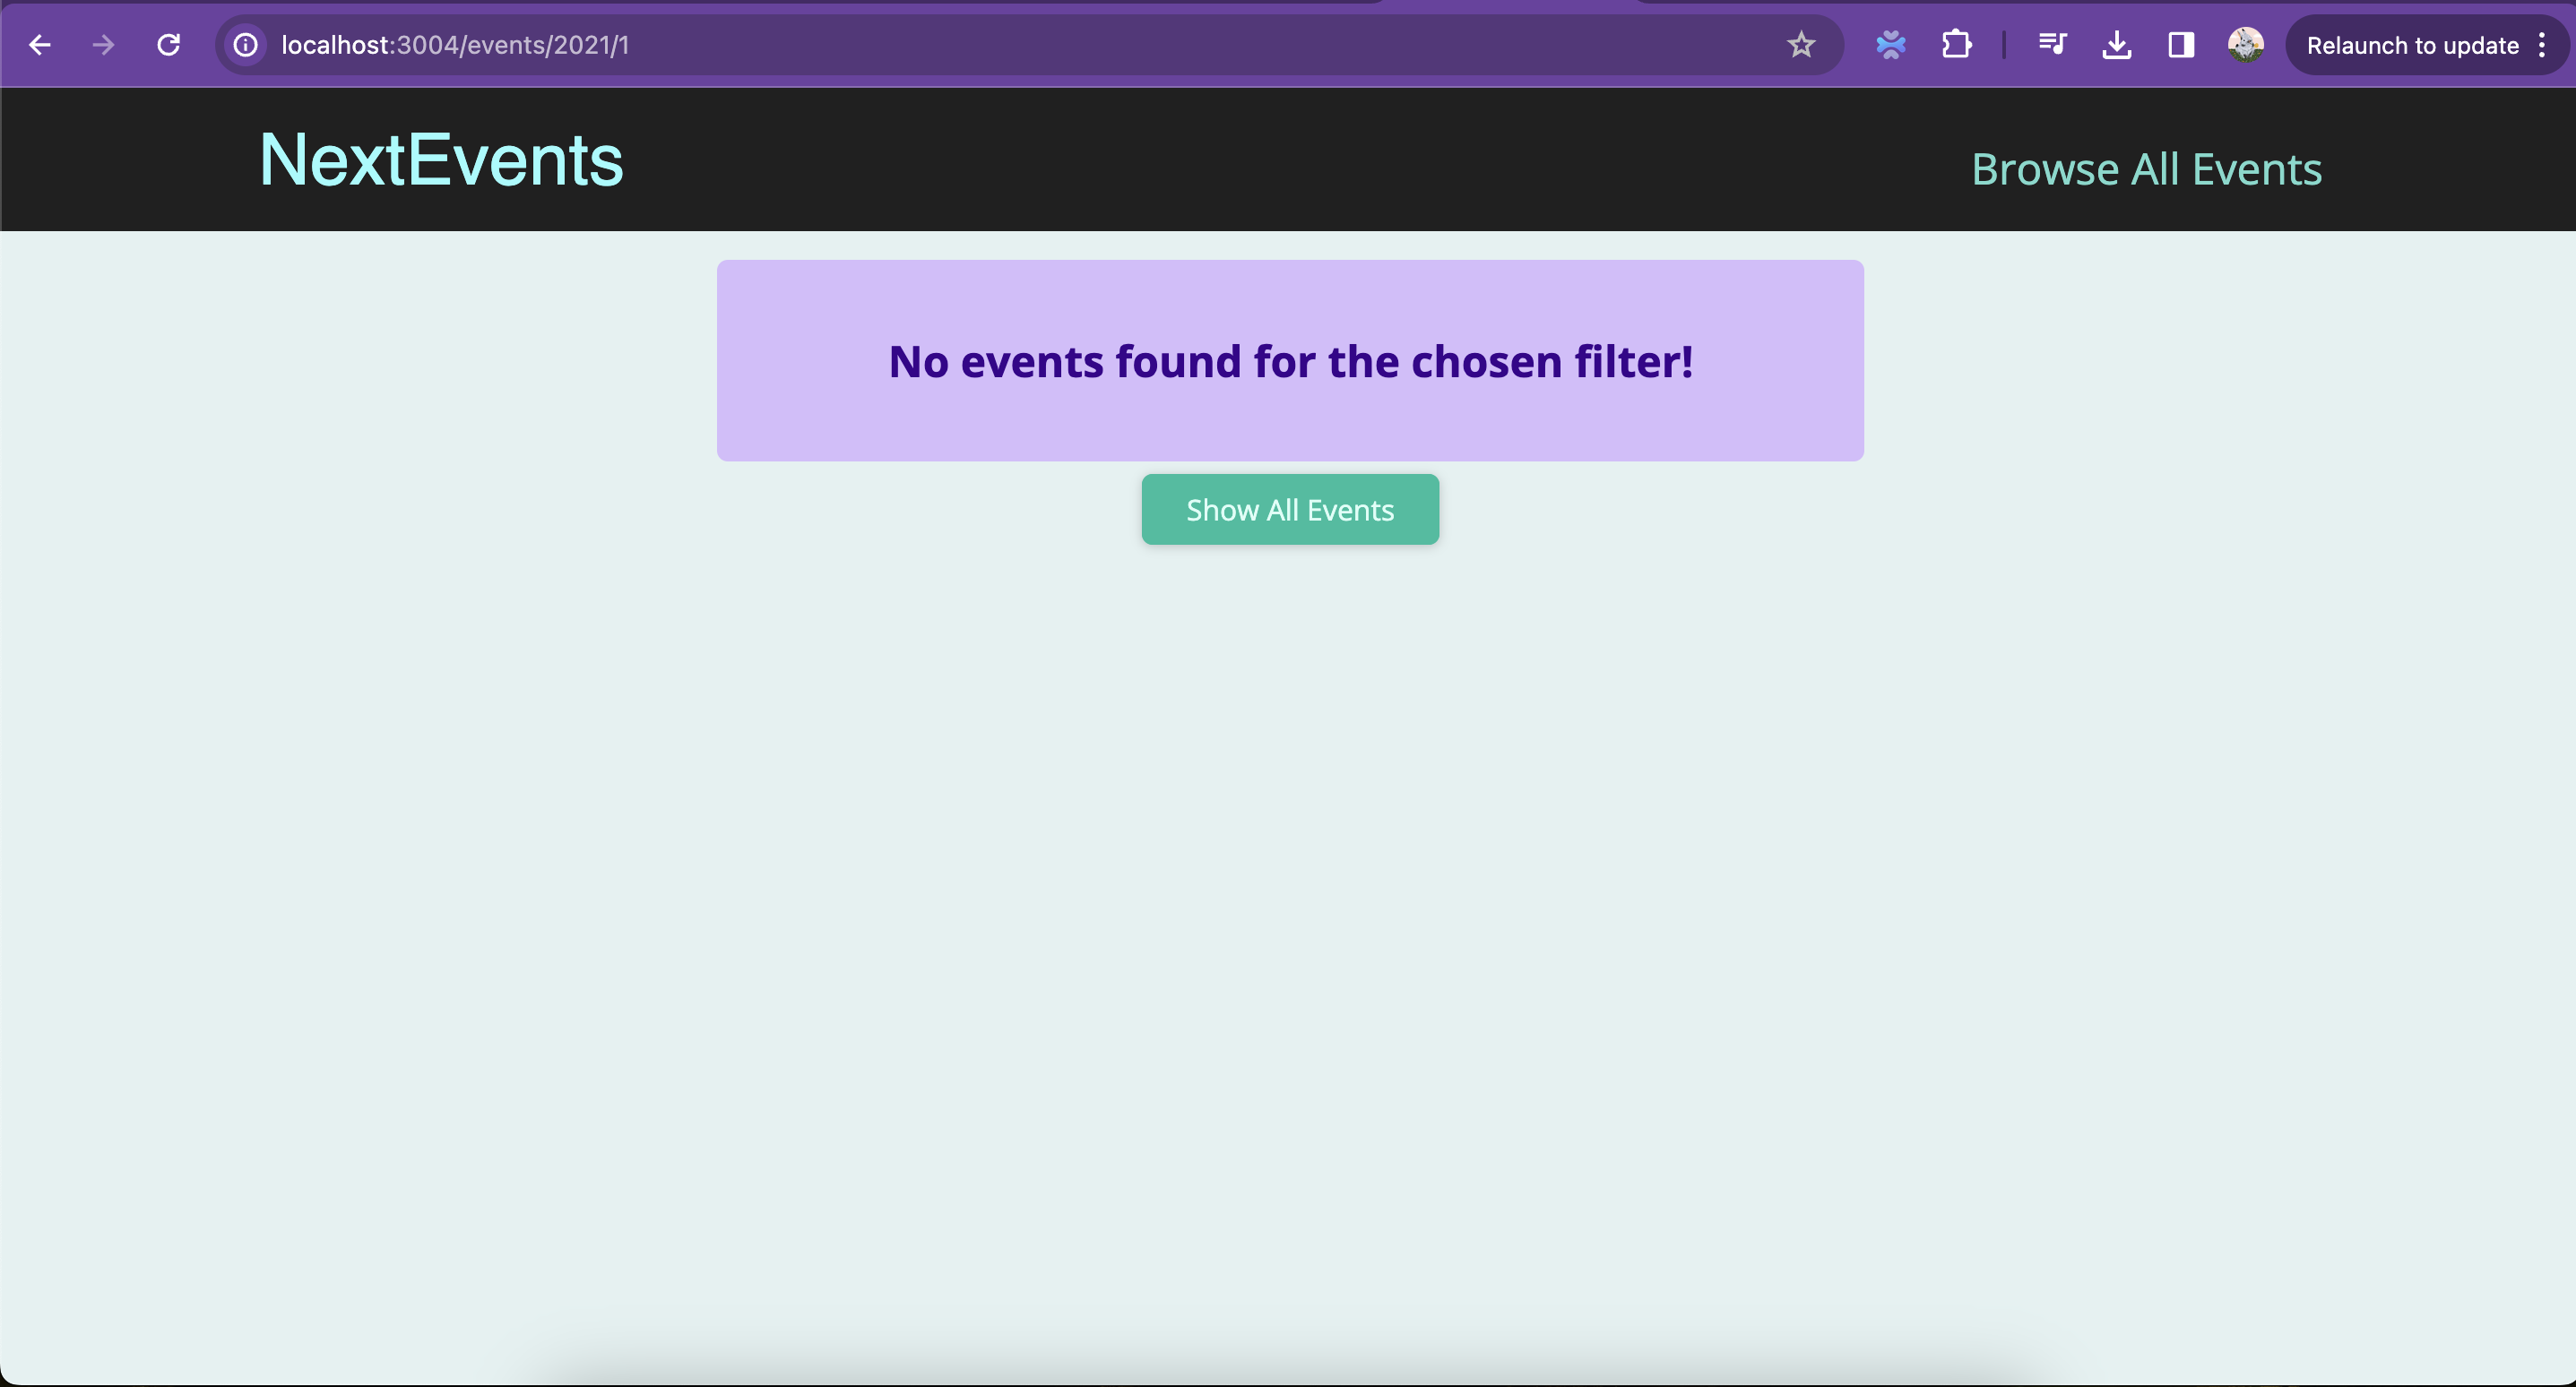 localhost:3004/events/2021/1
Relaunch to update
NextEvents
Browse All Events
No events found for the chosen filter!
Show All Events